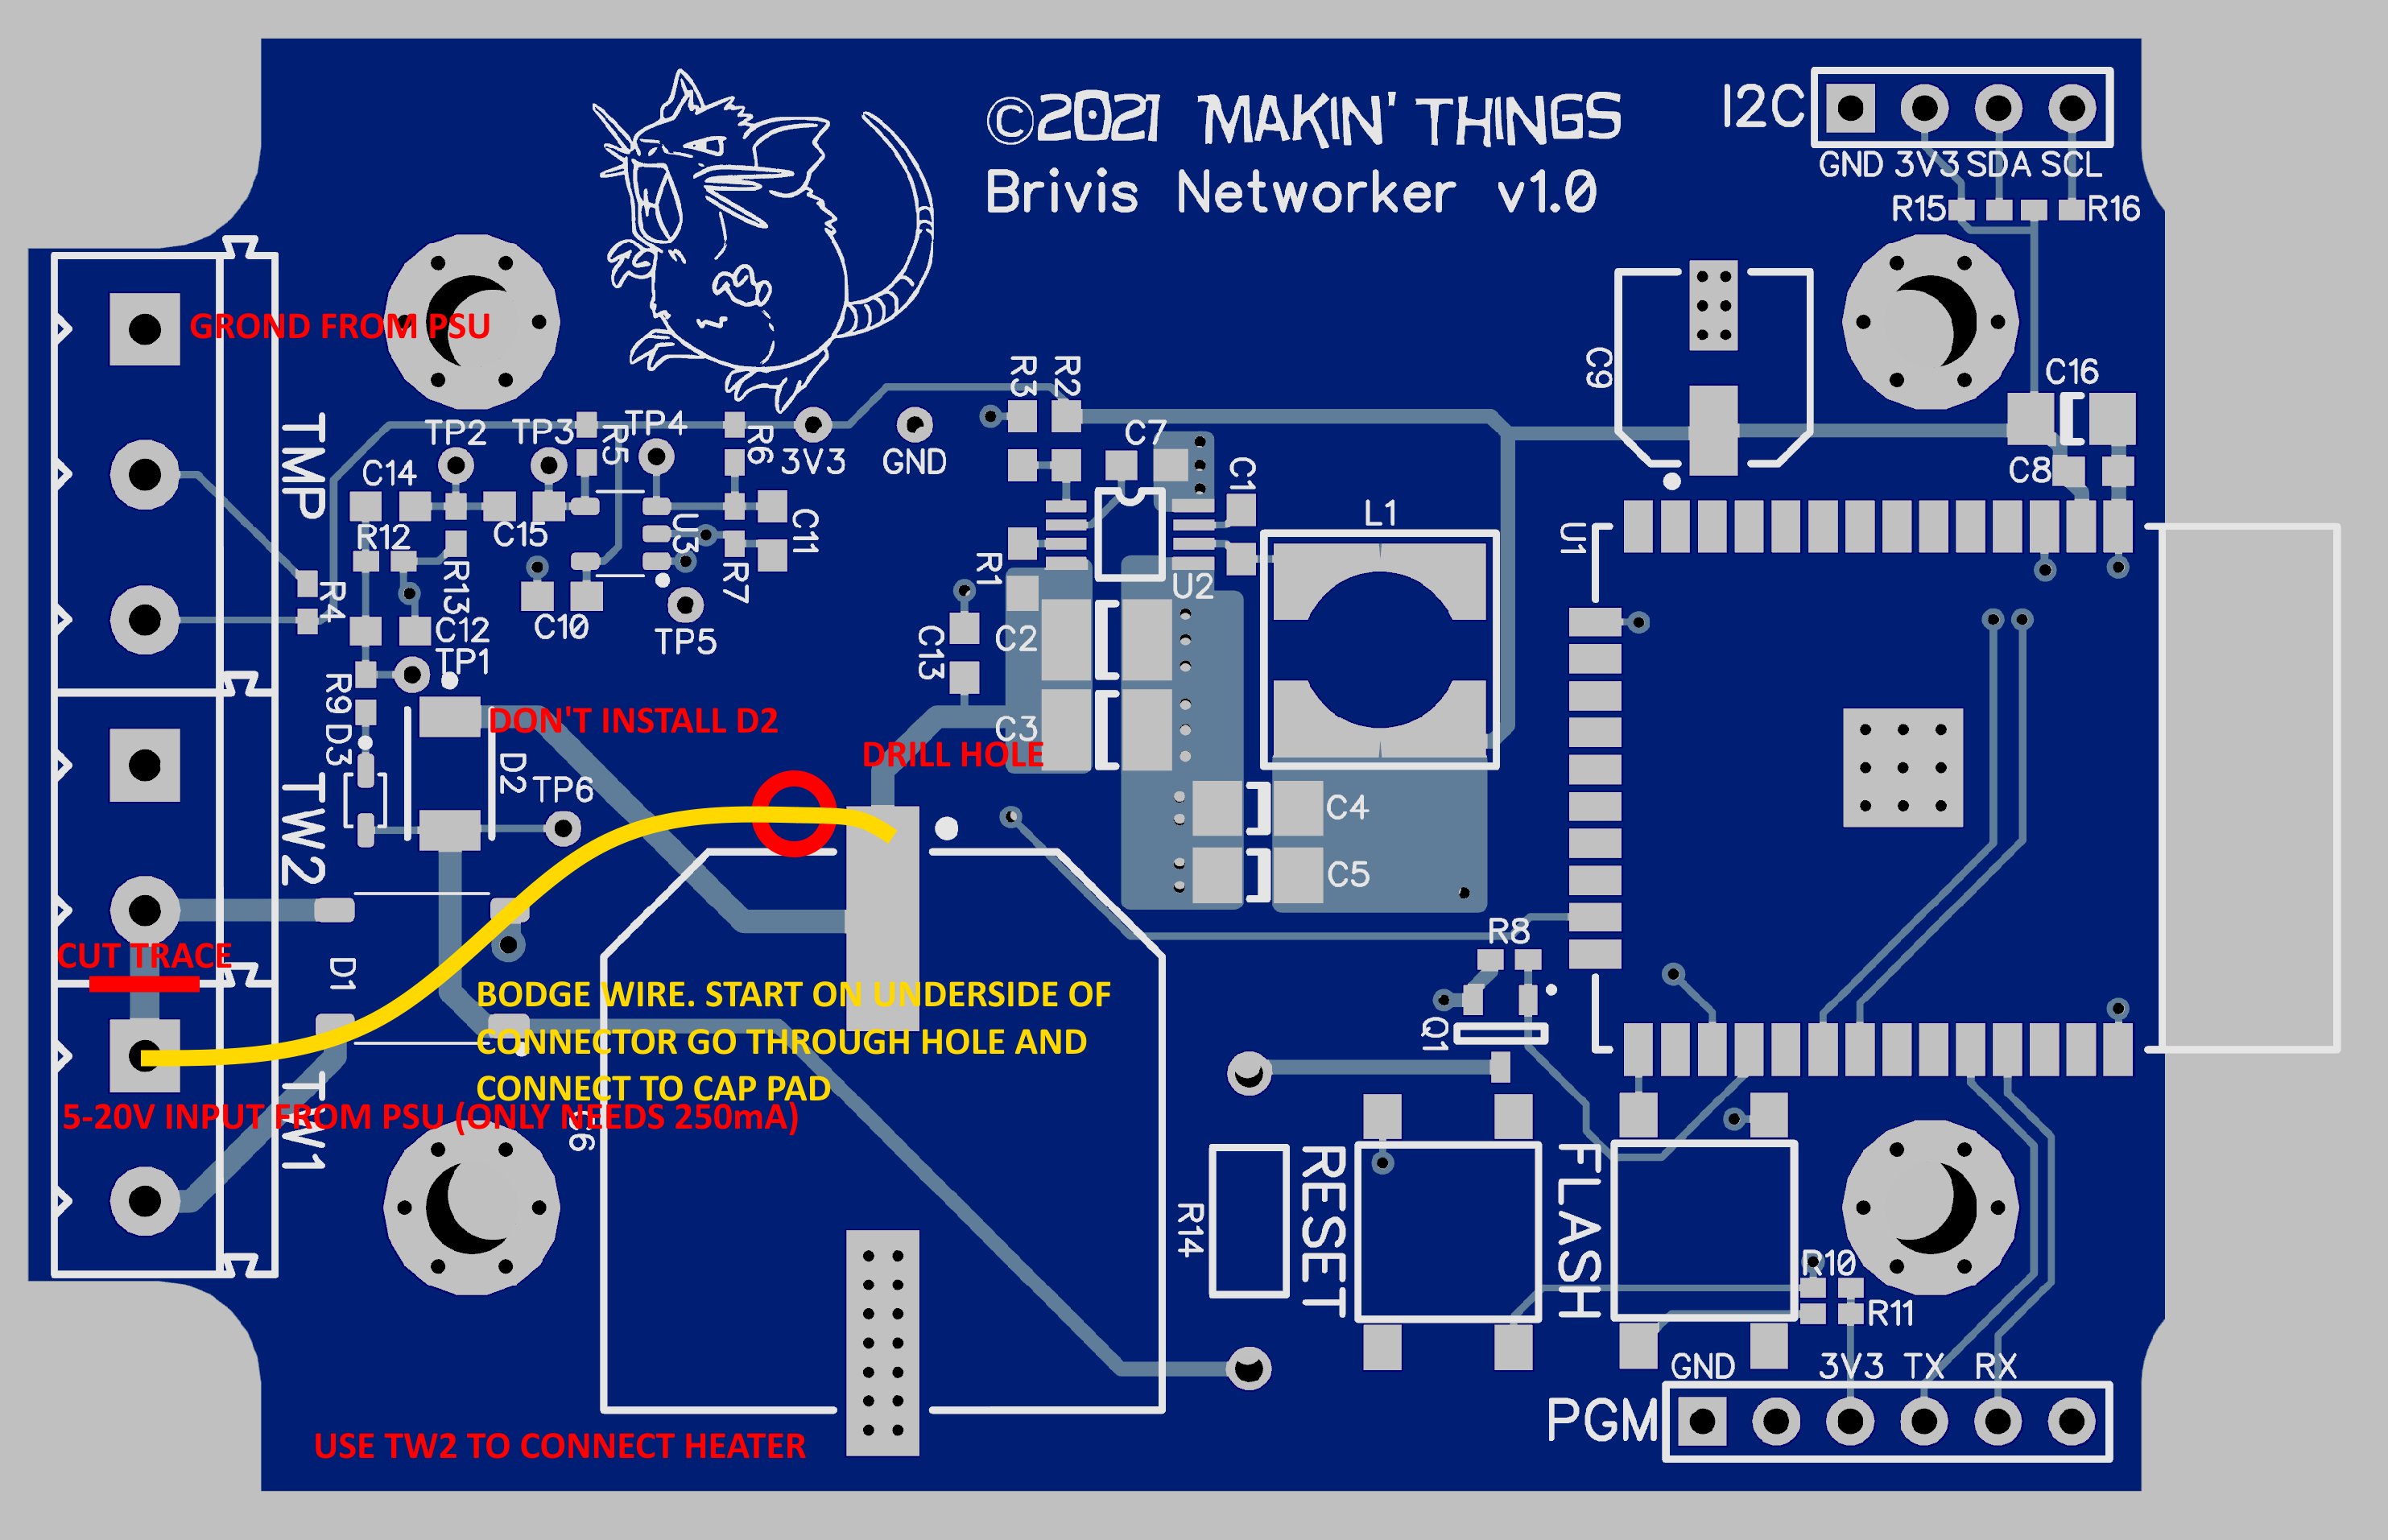 ©2021 MAKIN' THINGS
Brivis Networker v1.0
I2C
GND 3V3 SDA SCL
R15
R16
GROND FROM PSU
C9
C16
R3
R2
TP2
TP3
TP4
R5
R6
3V3
GND
C7
C1
C8
TMP
C14
R12
C15
U3
C11
L1
U1
R4
R13
R7
R1
U2
C12
C10
TP5
C2
C13
TP1
R9
D3
DON'T INSTALL D2
C3
DRILL HOLE
D2
TP6
TW2
C4
C5
R8
CUT TRACE
D1
BODGE WIRE. START ON UNDERSIDE OF
CONNECTOR GO THROUGH HOLE AND
CONNECT TO CAP PAD
Q1
5-20V INPUT FROM PSU (ONLY NEEDS 250mA)
TW1
C6
R14
RESET
FLASH
R10
R11
GND 3V3 TX RX
PGM
USE TW2 TO CONNECT HEATER